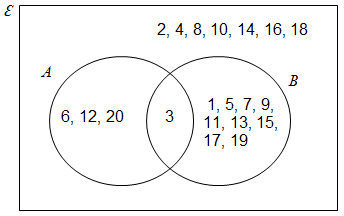 ℰ
2, 4, 8, 10, 14, 16, 18
A
B
6, 12, 20
3
1, 5, 7, 9,
11, 13, 15,
17, 19